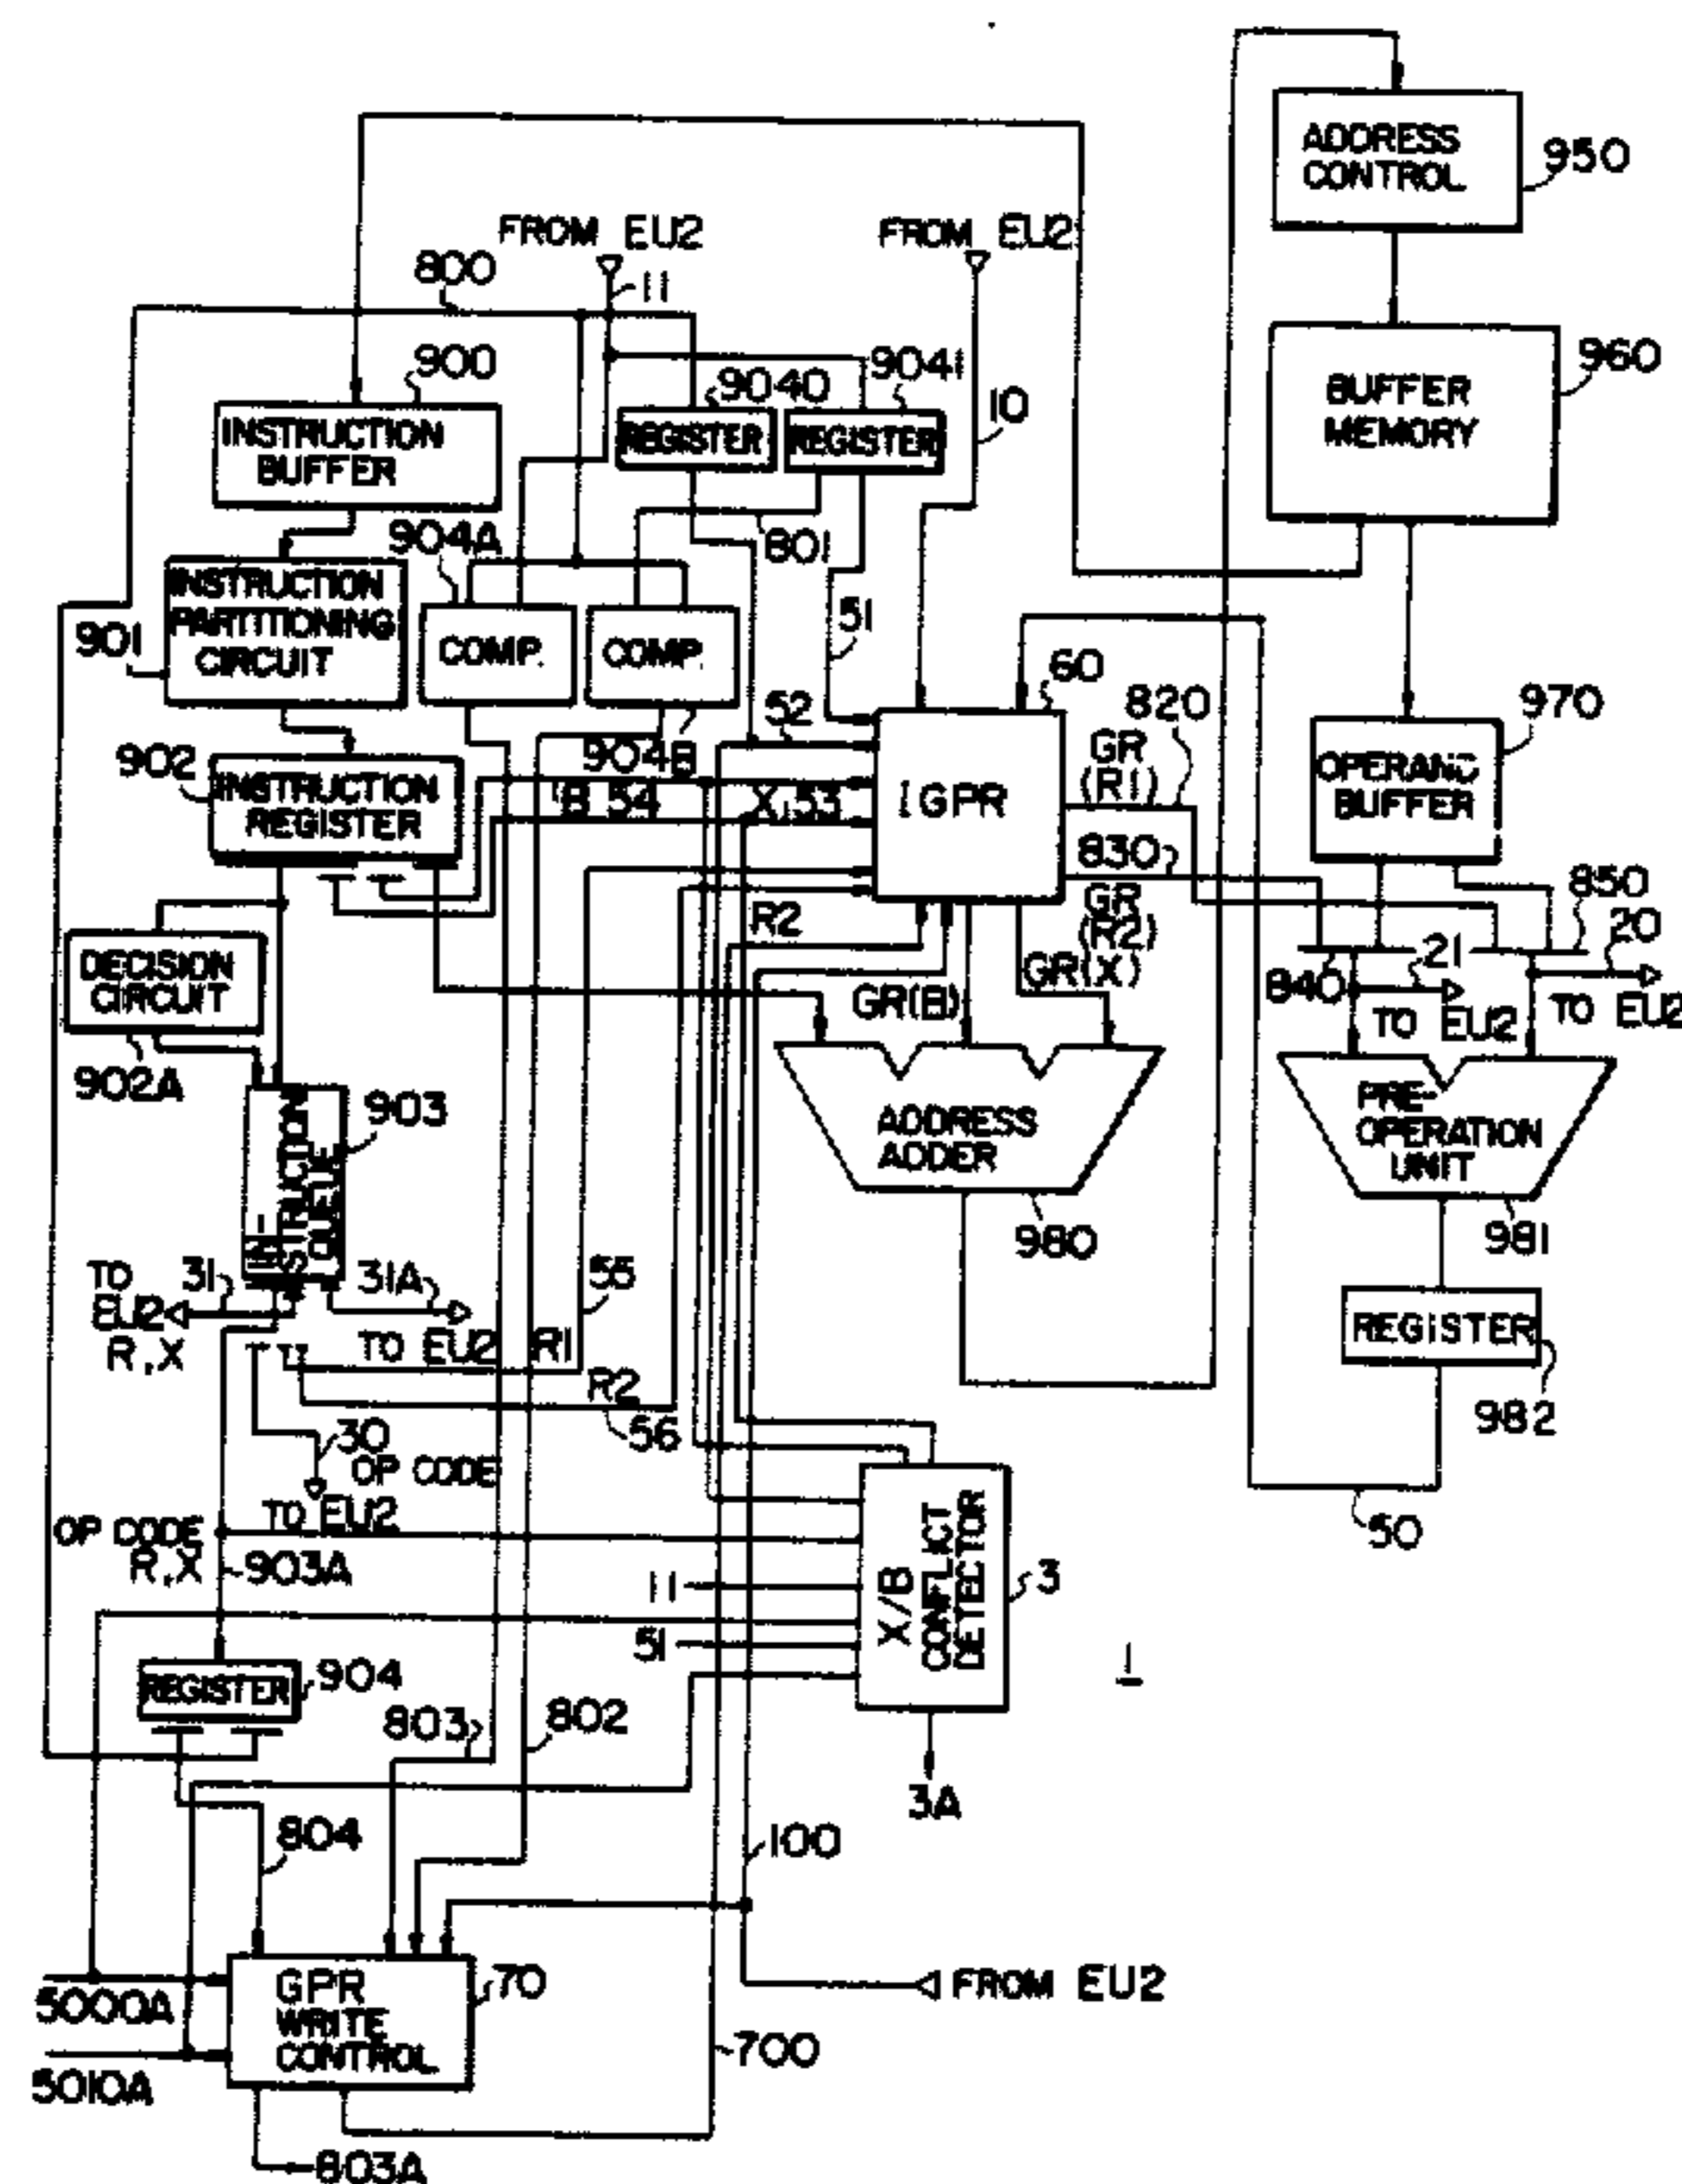 ADDRESS
CONTROL
950
FROM EU2
FROM EU2
800
11
900
9040
9041
10
BUFFER
MEMORY
960
INSTRUCTION
BUFFER
REGISTER
REGISTER
904A
801
INSTRUCTION
PARTITIONING
CIRCUIT
901
COMP.
COMP.
51
904B
52
60
820
970
902
INSTRUCTION
REGISTER
B 54
X,53
IGPR
GR
(R1)
OPERAND
BUFFER
830
GR
(R2)
850
20
R2
GR(X)
21
840
TO EU2
TO EU2
DECISION
CIRCUIT
902A
GR(B)
903
IN-
STRUCTION
QUEUE
ADDRESS
ADDER
980
PRE-
OPERATION
UNIT
981
TO
EU2
R,X
31
31A
TO EU2
R1
55
REGISTER
982
R2
56
30
OP CODE
TO EU2
OP CODE
R,X
903A
11
51
X/B
CONFLICT
DETECTOR
3
50
1
REGISTER
904
803
802
3A
804
100
5000A
GPR
WRITE
CONTROL
70
FROM EU2
5010A
700
803A